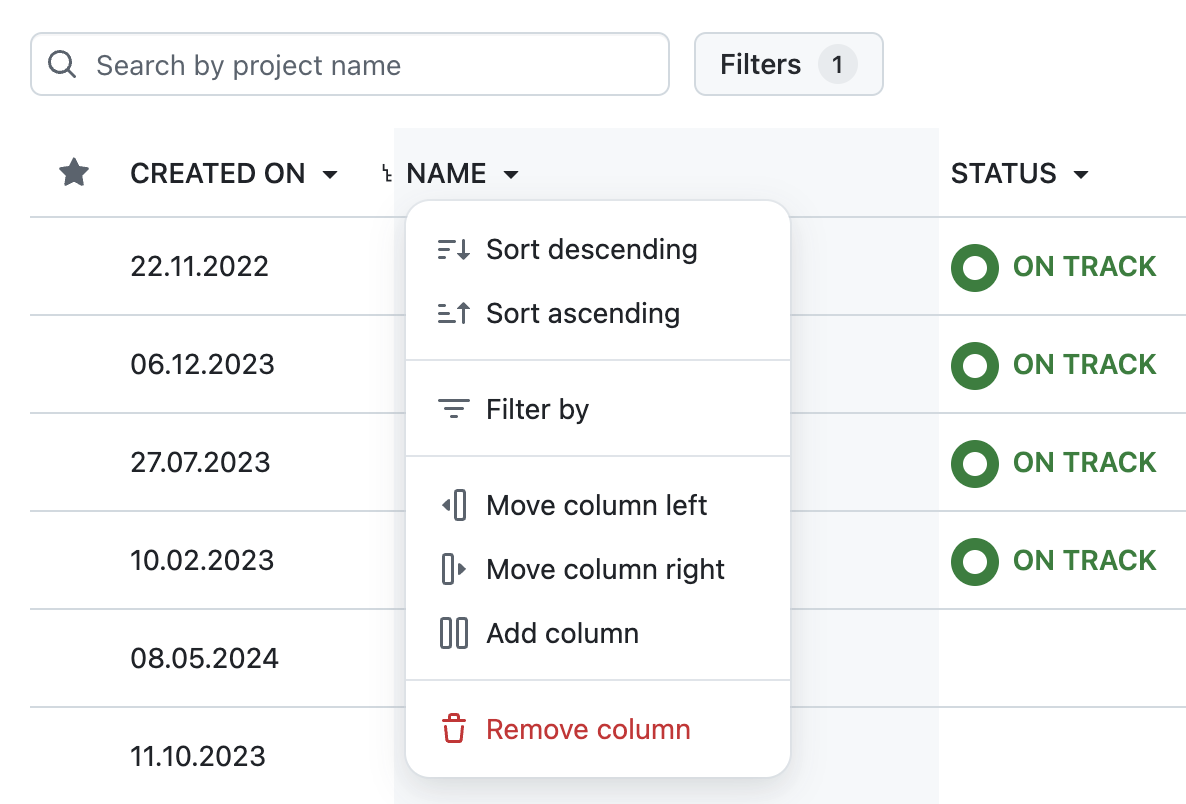 Search by project name
Filters 1
CREATED ON NAME STATUS
Sort descending
22.11.2022 ON TRACK
Sort ascending
06.12.2023 ON TRACK
Filter by
27.07.2023 ON TRACK
Move column left
10.02.2023 ON TRACK
Move column right
Add column
08.05.2024
Remove column
11.10.2023